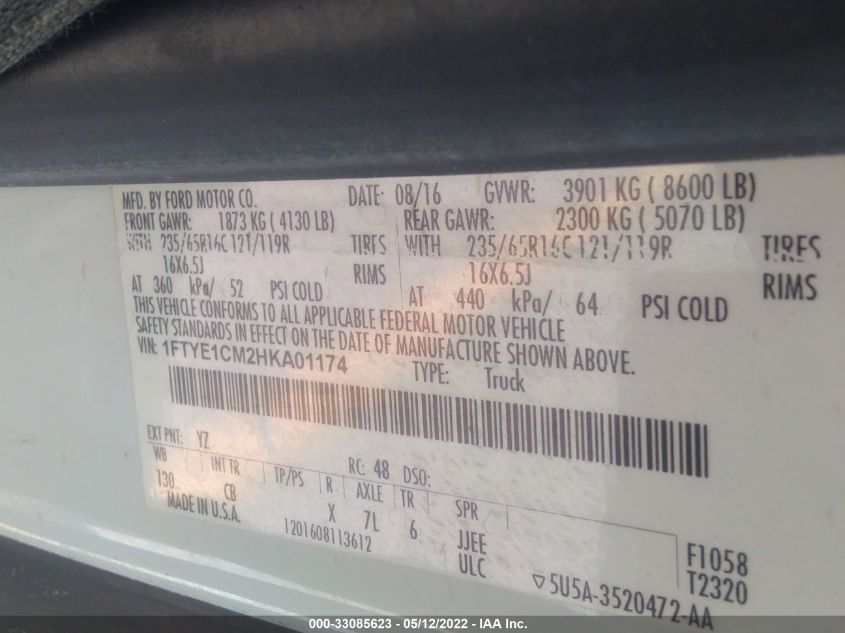 MFD. BY FORD MOTOR CO. DATE: 08/16 GVWR: 3901 KG ( 8600 LB)
FRONT GAWR: 1873 KG ( 4130 LB) REAR GAWR: 2300 KG ( 5070 LB)
WITH 235/65R16C 121/119R TIRES WITH 235/65R16C 121/119R TIRES
16X6.5J RIMS 16X6.5J RIMS
AT 360 kPa/ 52 PSI COLD AT 440 kPa/ 64 PSI COLD
THIS VEHICLE CONFORMS TO ALL APPLICABLE FEDERAL MOTOR VEHICLE
SAFETY STANDARDS IN EFFECT ON THE DATE OF MANUFACTURE SHOWN ABOVE.
VIN: 1FTYE1CM2HKA01174 TYPE: Truck
EXT PNT: YZ RC: 48 DSO:
WB INT TR TP/PS R AXLE TR SPR
130 CB X 7L 6 JJEE F1058
MADE IN U.S.A. 1201608113612 ULC T2320
▽5U5A-3520472-AA
000-33085623 - 05/12/2022 - IAA Inc.